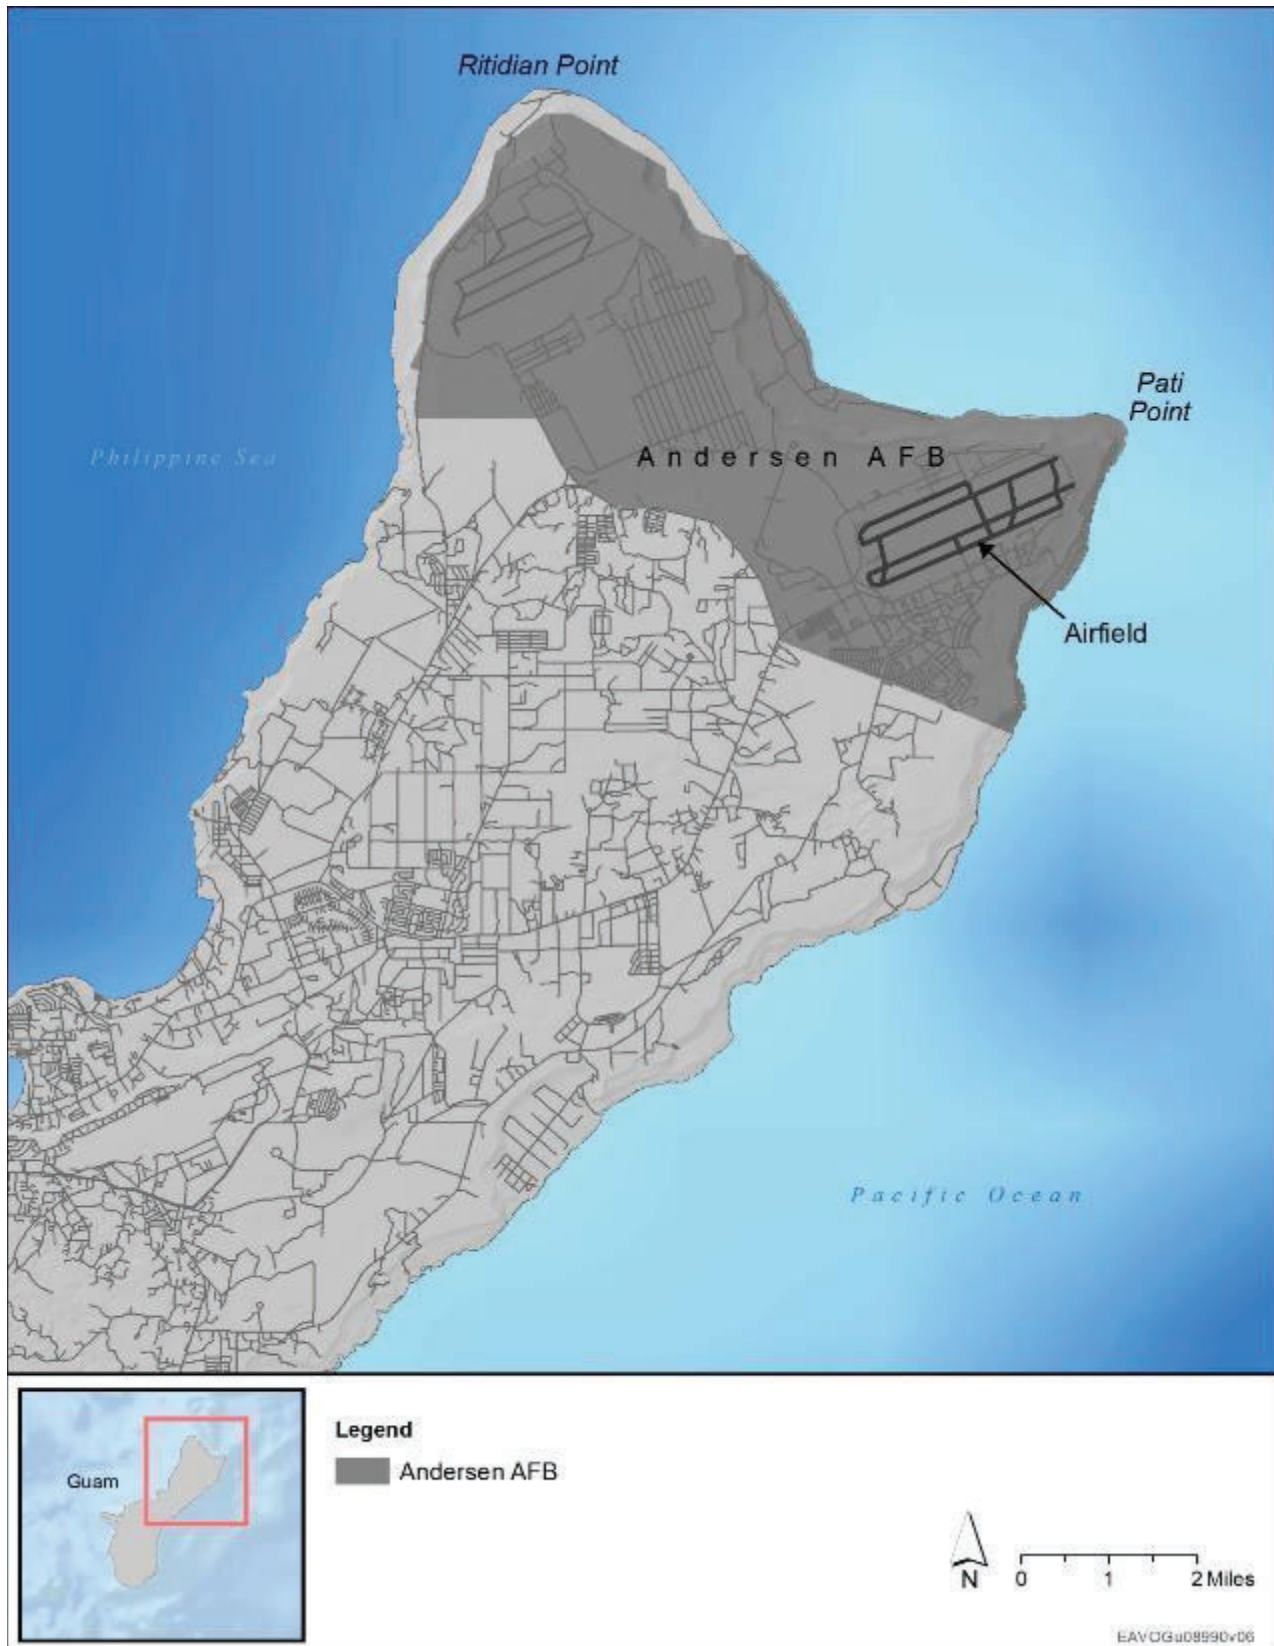 Ritidian Point
Pati
Point
Philippine Sea
Andersen AFB
Airfield
Pacific Ocean
Guam
Legend
Andersen AFB
N
0 1 2 Miles
EAVOGu08990v06